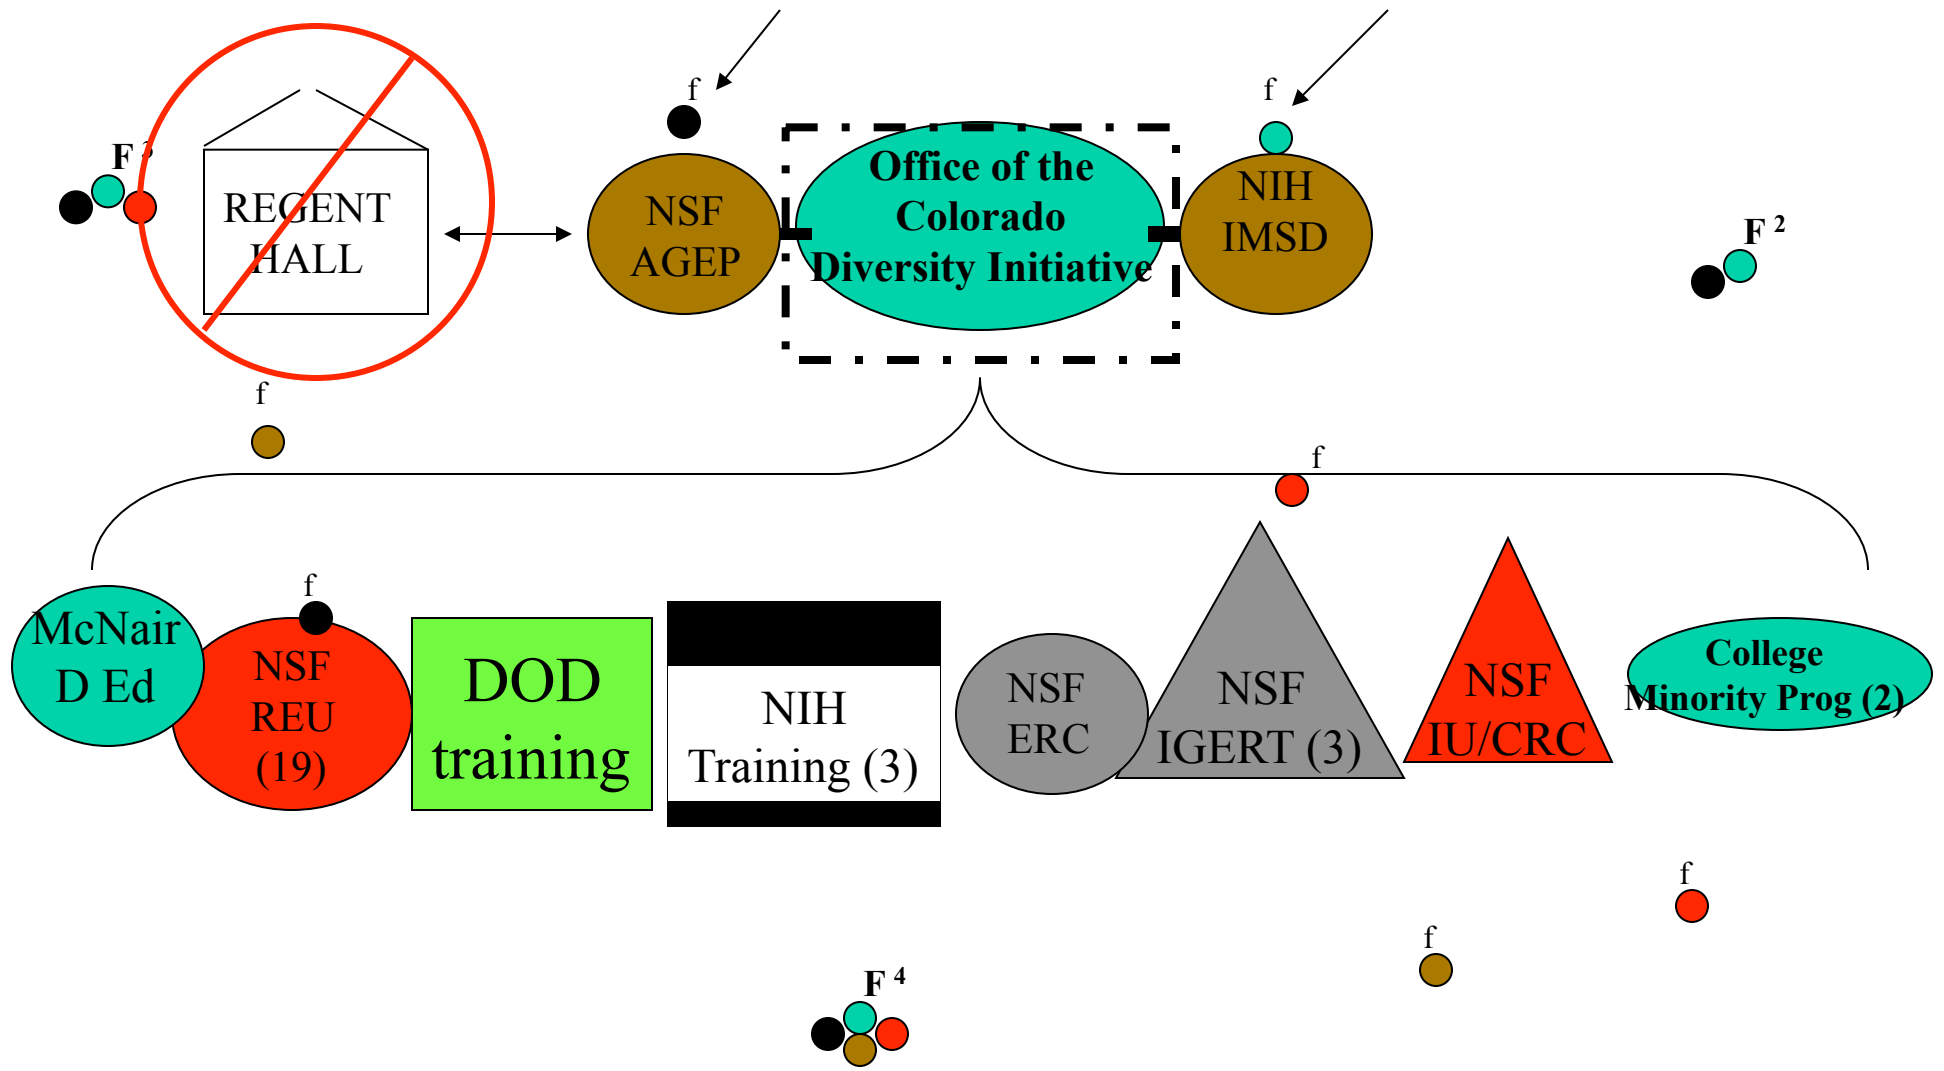 f
f
F 3
REGENT
HALL
NSF
AGEP
Office of the
Colorado
Diversity Initiative
NIH
IMSD
F 2
f
f
f
McNair
D Ed
NSF
REU
(19)
DOD
training
NIH
Training (3)
NSF
ERC
NSF
IGERT (3)
NSF
IU/CRC
College
Minority Prog (2)
f
f
F 4